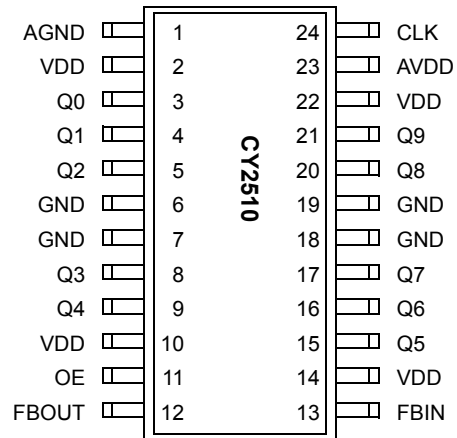 AGND 1 24 CLK
VDD 2 23 AVDD
Q0 3 22 VDD
Q1 4 21 Q9
Q2 5 20 Q8
GND 6 19 GND
GND 7 18 GND
Q3 8 17 Q7
Q4 9 16 Q6
VDD 10 15 Q5
OE 11 14 VDD
FBOUT 12 13 FBIN
CY2510